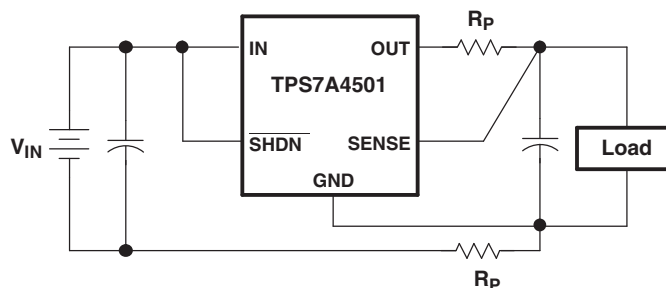 R_P
IN
OUT
TPS7A4501
V_IN
SHDN
SENSE
Load
GND
R_P